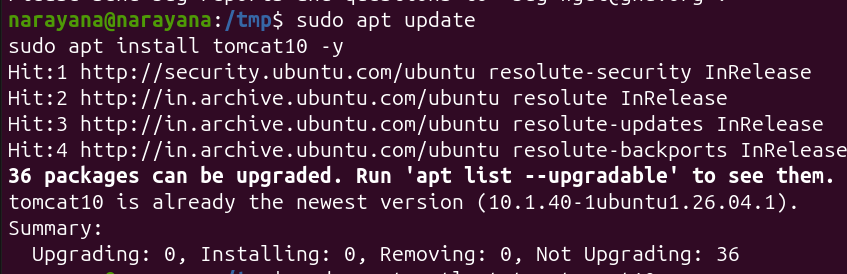 narayana@narayana:/tmp$ sudo apt update
sudo apt install tomcat10 -y
Hit:1 http://security.ubuntu.com/ubuntu resolute-security InRelease
Hit:2 http://in.archive.ubuntu.com/ubuntu resolute InRelease
Hit:3 http://in.archive.ubuntu.com/ubuntu resolute-updates InRelease
Hit:4 http://in.archive.ubuntu.com/ubuntu resolute-backports InRelease
36 packages can be upgraded. Run 'apt list --upgradable' to see them.
tomcat10 is already the newest version (10.1.40-1ubuntu1.26.04.1).
Summary:
  Upgrading: 0, Installing: 0, Removing: 0, Not Upgrading: 36